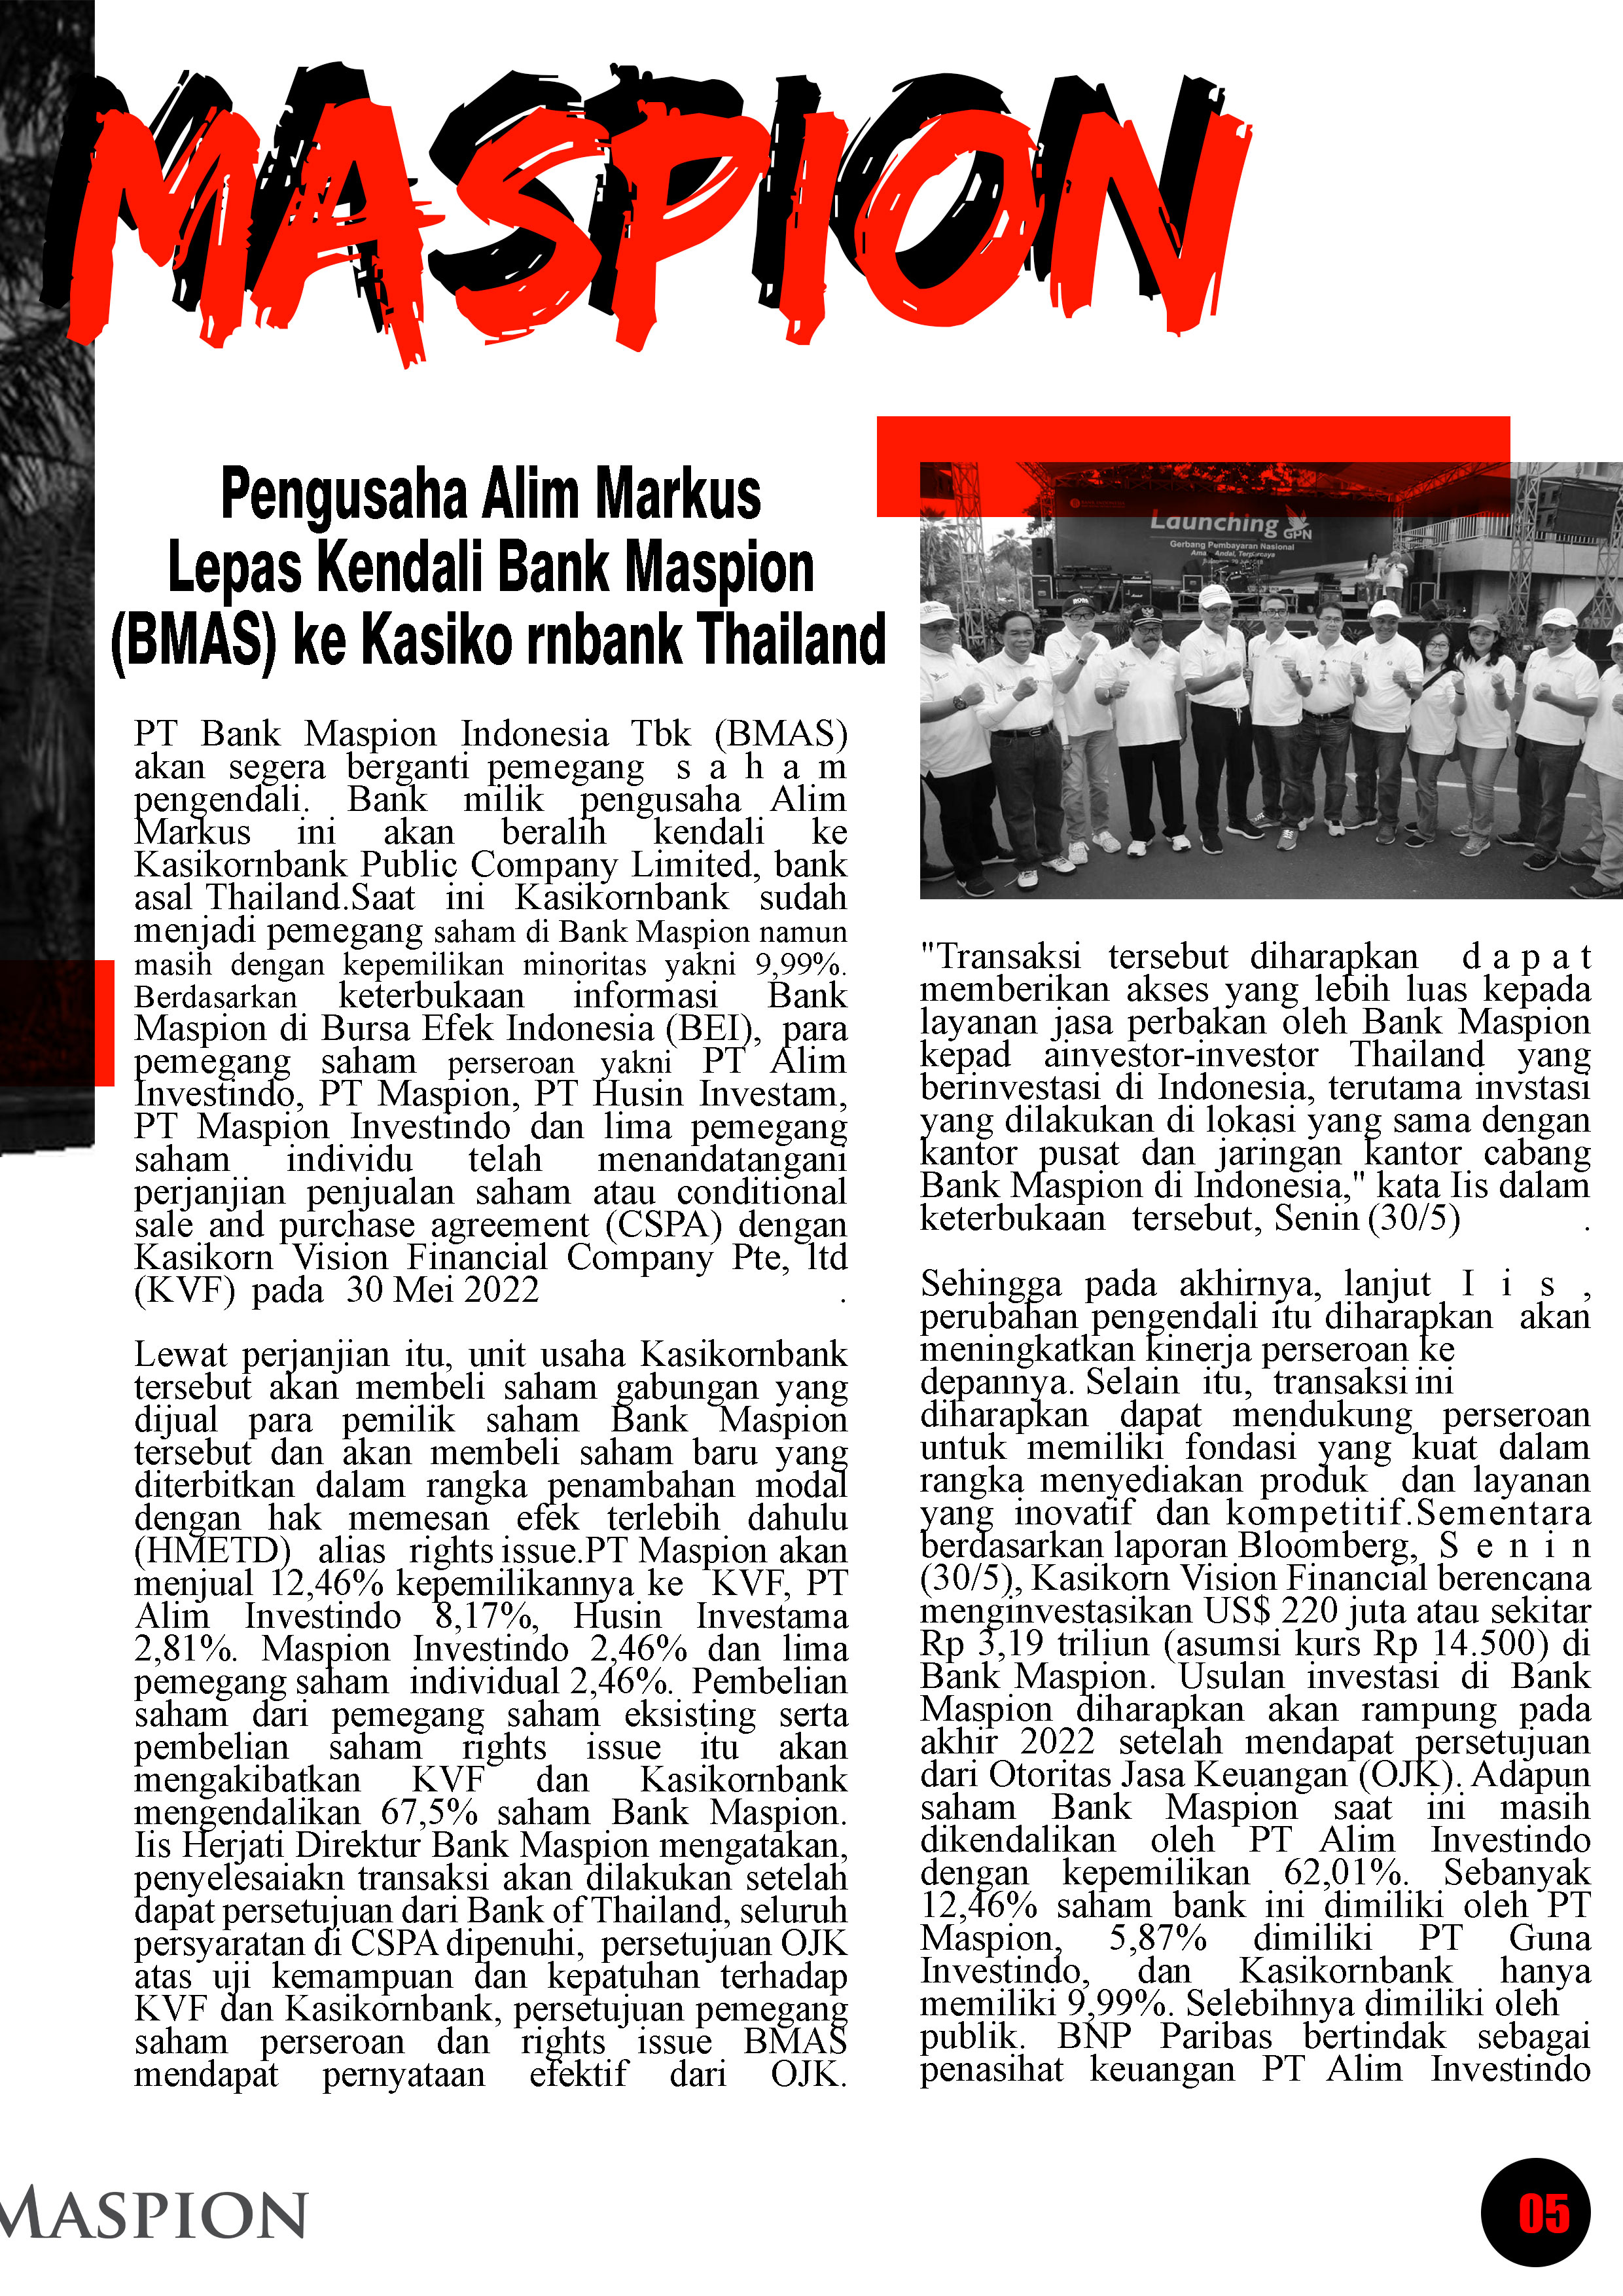 MASPION
Pengusaha Alim Markus
Lepas Kendali Bank Maspion
(BMAS) ke Kasiko rnbank Thailand
PT Bank Maspion Indonesia Tbk (BMAS)
akan segera berganti pemegang s a h a m
pengendali. Bank milik pengusaha Alim
Markus ini akan beralih kendali ke
Kasikornbank Public Company Limited, bank
asal Thailand.Saat ini Kasikornbank sudah
menjadi pemegang saham di Bank Maspion namun
masih dengan kepemilikan minoritas yakni 9,99%.
Berdasarkan keterbukaan informasi Bank
Maspion di Bursa Efek Indonesia (BEI), para
pemegang saham perseroan yakni PT Alim
Investindo, PT Maspion, PT Husin Investam,
PT Maspion Investindo dan lima pemegang
saham individu telah menandatangani
perjanjian penjualan saham atau conditional
sale and purchase agreement (CSPA) dengan
Kasikorn Vision Financial Company Pte, ltd
(KVF) pada 30 Mei 2022 .
Lewat perjanjian itu, unit usaha Kasikornbank
tersebut akan membeli saham gabungan yang
dijual para pemilik saham Bank Maspion
tersebut dan akan membeli saham baru yang
diterbitkan dalam rangka penambahan modal
dengan hak memesan efek terlebih dahulu
(HMETD) alias rights issue.PT Maspion akan
menjual 12,46% kepemilikannya ke KVF, PT
Alim Investindo 8,17%, Husin Investama
2,81%. Maspion Investindo 2,46% dan lima
pemegang saham individual 2,46%. Pembelian
saham dari pemegang saham eksisting serta
pembelian saham rights issue itu akan
mengakibatkan KVF dan Kasikornbank
mengendalikan 67,5% saham Bank Maspion.
Iis Herjati Direktur Bank Maspion mengatakan,
penyelesaiakn transaksi akan dilakukan setelah
dapat persetujuan dari Bank of Thailand, seluruh
persyaratan di CSPA dipenuhi, persetujuan OJK
atas uji kemampuan dan kepatuhan terhadap
KVF dan Kasikornbank, persetujuan pemegang
saham perseroan dan rights issue BMAS
mendapat pernyataan efektif dari OJK.
Launching
GPN
Gerbang Pembayaran Nasional
"Transaksi tersebut diharapkan d a p a t
memberikan akses yang lebih luas kepada
layanan jasa perbakan oleh Bank Maspion
kepad ainvestor-investor Thailand yang
berinvestasi di Indonesia, terutama invstasi
yang dilakukan di lokasi yang sama dengan
kantor pusat dan jaringan kantor cabang
Bank Maspion di Indonesia," kata Iis dalam
keterbukaan tersebut, Senin (30/5) .
Sehingga pada akhirnya, lanjut I i s ,
perubahan pengendali itu diharapkan akan
meningkatkan kinerja perseroan ke
depannya. Selain itu, transaksi ini
diharapkan dapat mendukung perseroan
untuk memiliki fondasi yang kuat dalam
rangka menyediakan produk dan layanan
yang inovatif dan kompetitif.Sementara
berdasarkan laporan Bloomberg, S e n i n
(30/5), Kasikorn Vision Financial berencana
menginvestasikan US$ 220 juta atau sekitar
Rp 3,19 triliun (asumsi kurs Rp 14.500) di
Bank Maspion. Usulan investasi di Bank
Maspion diharapkan akan rampung pada
akhir 2022 setelah mendapat persetujuan
dari Otoritas Jasa Keuangan (OJK). Adapun
saham Bank Maspion saat ini masih
dikendalikan oleh PT Alim Investindo
dengan kepemilikan 62,01%. Sebanyak
12,46% saham bank ini dimiliki oleh PT
Maspion, 5,87% dimiliki PT Guna
Investindo, dan Kasikornbank hanya
memiliki 9,99%. Selebihnya dimiliki oleh
publik. BNP Paribas bertindak sebagai
penasihat keuangan PT Alim Investindo
MASPION
05